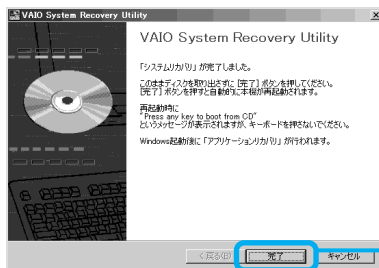 VAIO System Recovery Utility
VAIO System Recovery Utility
「システムリカバリ」が完了しました。
このままディスクを取り出さずに [完了] ボタンを押してください。
[完了] ボタンを押すと自動的に本機が再起動されます。
再起動時に
"Press any key to boot from CD"
というメッセージが表示されますが、キーボードを押さないでください。
Windows起動後に「アプリケーションリカバリ」が行われます。
< 戻る(B)
完了
キャンセル